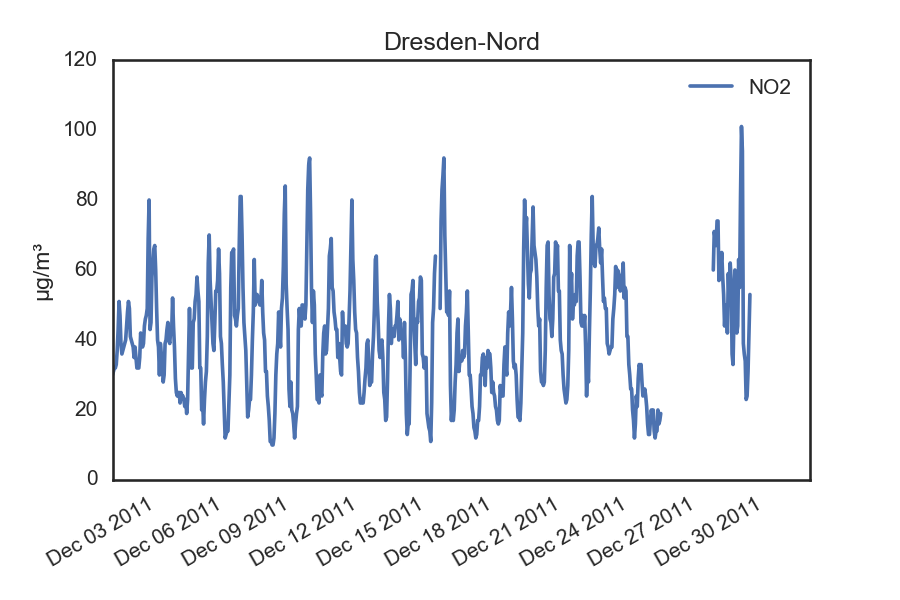 Dresden-Nord
120
100
80
60
40
20
0
µg/m³
NO2
Dec 03 2011
Dec 06 2011
Dec 09 2011
Dec 12 2011
Dec 15 2011
Dec 18 2011
Dec 21 2011
Dec 24 2011
Dec 27 2011
Dec 30 2011